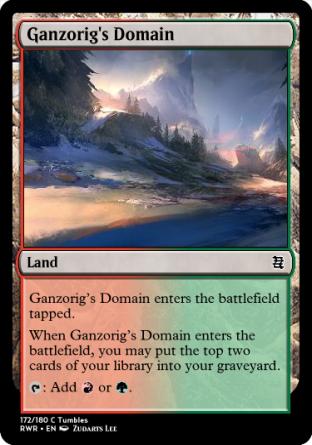 Ganzorig's Domain
Land
Ganzorig's Domain enters the battlefield
tapped.
When Ganzorig's Domain enters the
battlefield, you may put the top two
cards of your library into your graveyard.
: Add or .
172/180 C Tumbles
RWR • EN Zudarts Lee